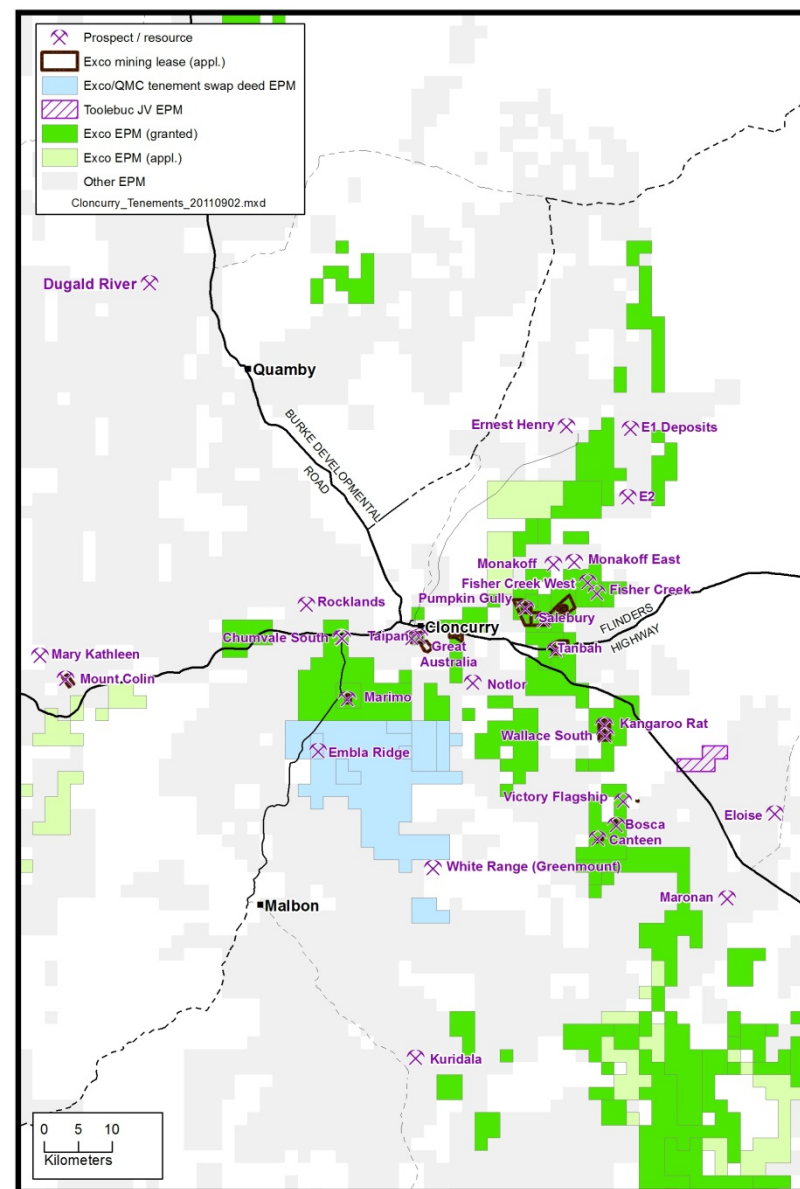 Prospect / resource
Exco mining lease (appl.)
Exco/QMC tenement swap deed EPM
Toolebuc JV EPM
Exco EPM (granted)
Exco EPM (appl.)
Other EPM
Cloncurry_Tenements_20110902.mxd
Dugald River
Quamby
BURKE DEVELOPMENTAL
ROAD
Ernest Henry
E1 Deposits
E2
Monakoff
Monakoff East
Fisher Creek West
Fisher Creek
Pumpkin Gully
Rocklands
Salebury
FLINDERS
HIGHWAY
Cloncurry
Chumvale South
Taipan
Great
Australia
Tanbah
Mary Kathleen
Mount Colin
Notlor
Marimo
Kangaroo Rat
Wallace South
Embla Ridge
Victory Flagship
Eloise
Bosca
Canteen
White Range (Greenmount)
Maronan
Malbon
Kuridala
0 5 10
Kilometers